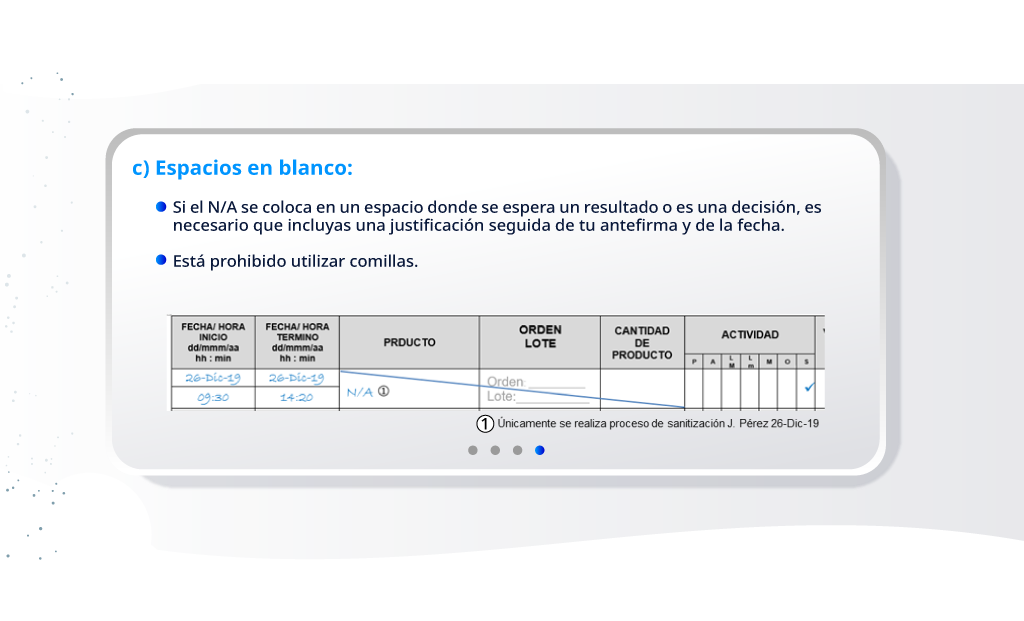 c) Espacios en blanco:
Si el N/A se coloca en un espacio donde se espera un resultado o es una decisión, es
necesario que incluyas una justificación seguida de tu antefirma y de la fecha.
Está prohibido utilizar comillas.
FECHA/ HORA
INICIO
dd/mmm/aa
hh : min
FECHA/ HORA
TERMINO
dd/mmm/aa
hh : min
PRDUCTO
ORDEN
LOTE
CANTIDAD
DE
PRODUCTO
ACTIVIDAD
P A L M L m M O S
26-Dic-19 26-Dic-19
09:30 14:20
N/A ①
Orden:________
Lote:__________
① Únicamente se realiza proceso de sanitización J. Pérez 26-Dic-19